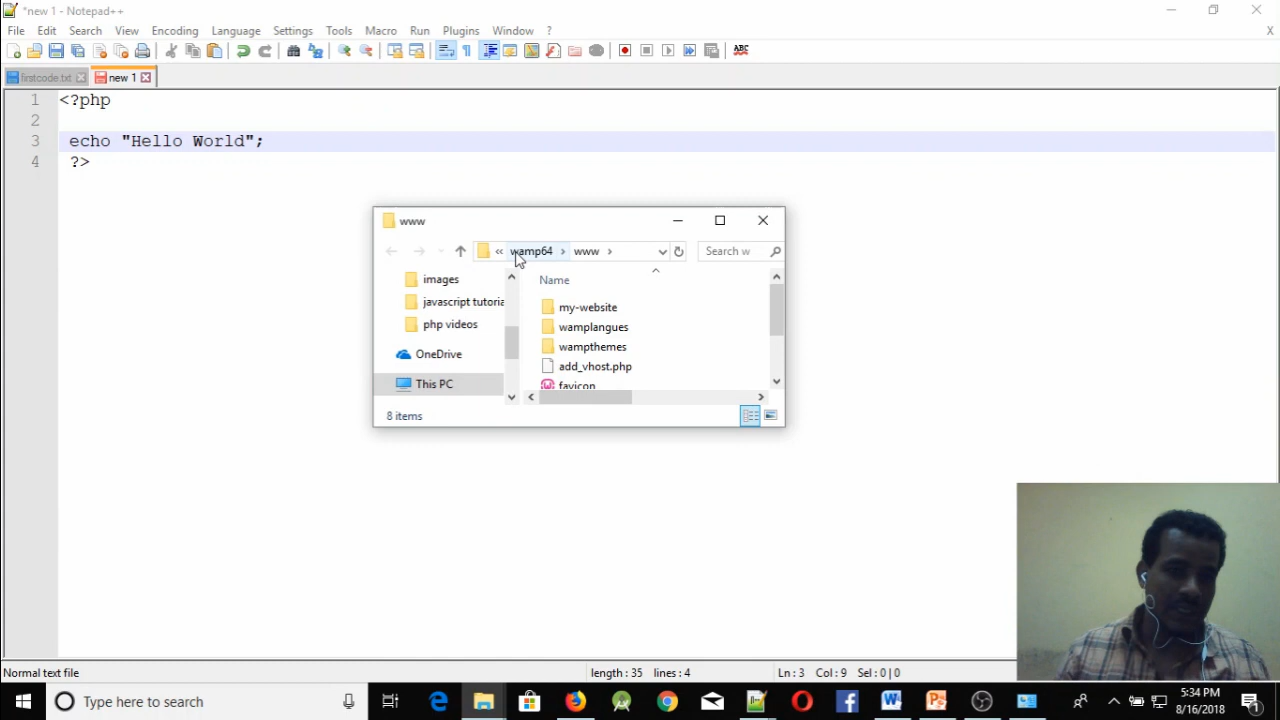 *new 1 - Notepad++
File Edit Search View Encoding Language Settings Tools Macro Run Plugins Window ? X
ABC
firstcode.txt new 1
1 <?php
2
3 echo "Hello World";
4 ?>
www
« wamp64 › www › Search w
images
javascript tutoria
php videos
OneDrive
This PC
Name
my-website
wamplangues
wampthemes
add_vhost.php
favicon
8 items
Normal text file length : 35 lines : 4 Ln : 3 Col : 9 Sel : 0 | 0
Type here to search
5:34 PM
8/16/2018